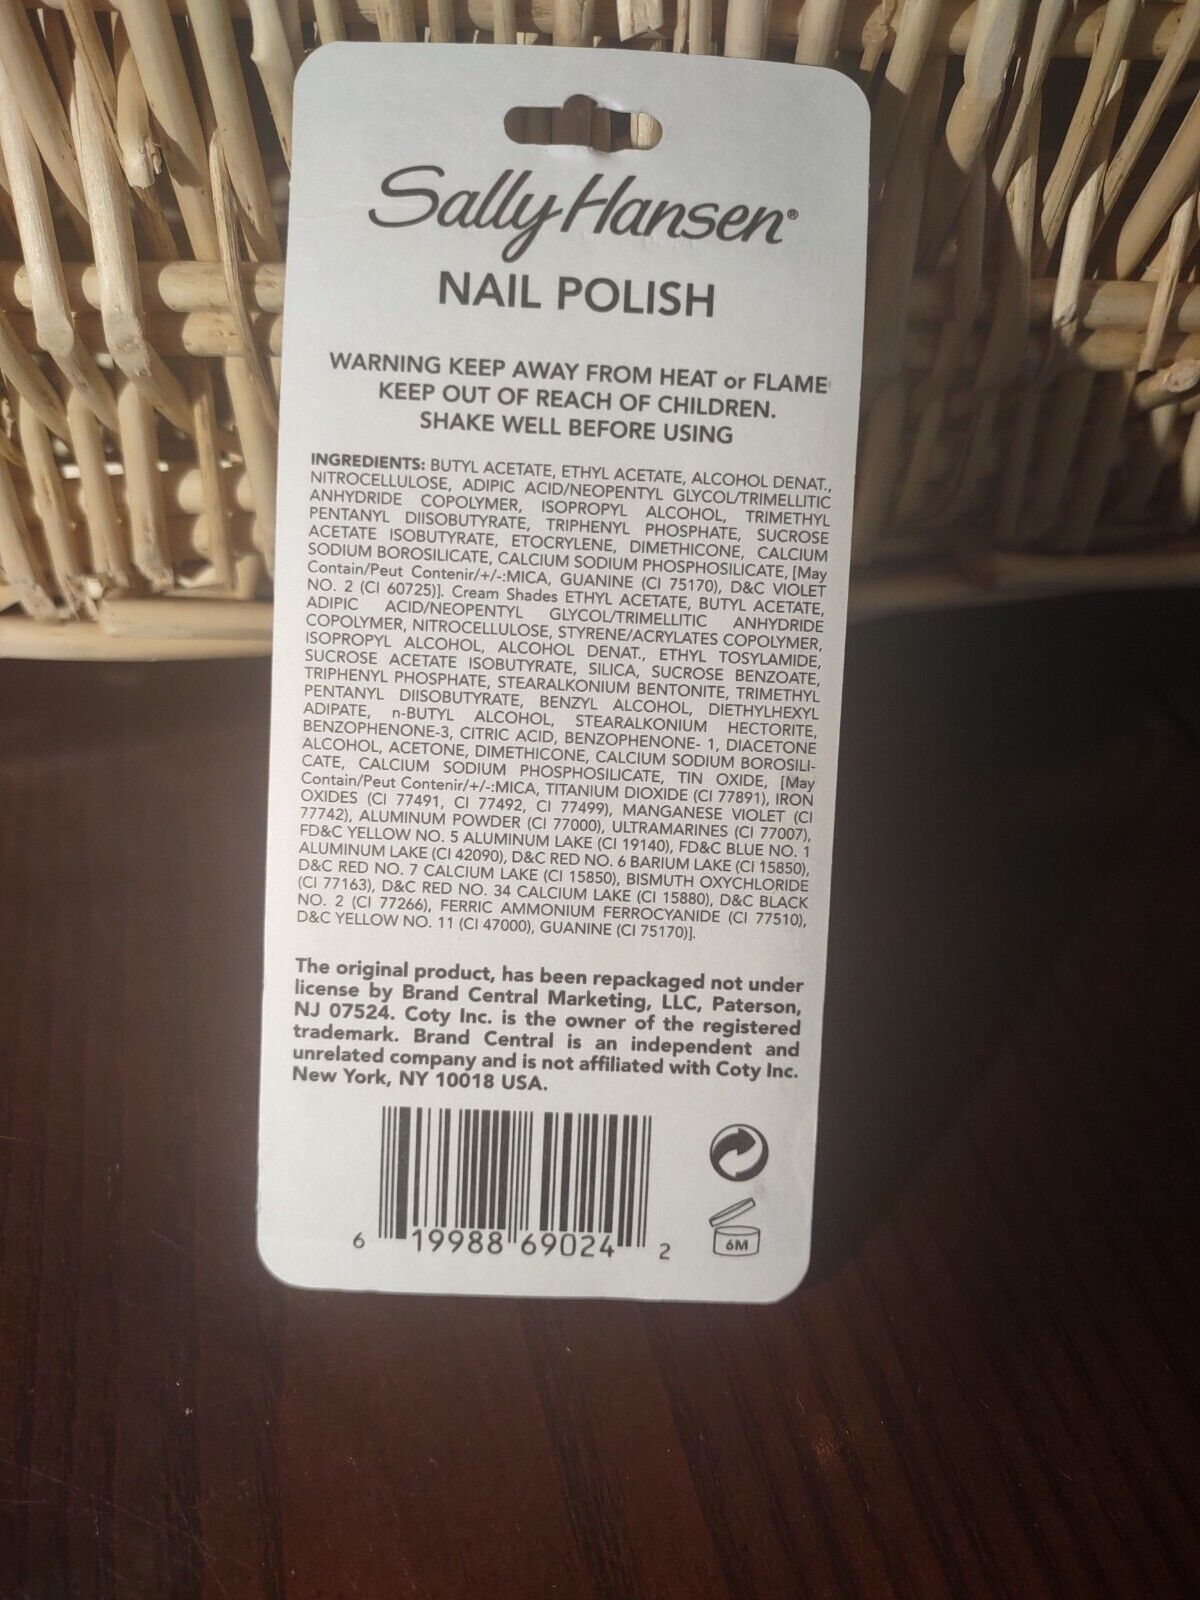 Sally Hansen®
NAIL POLISH
WARNING KEEP AWAY FROM HEAT or FLAME
KEEP OUT OF REACH OF CHILDREN.
SHAKE WELL BEFORE USING
INGREDIENTS: BUTYL ACETATE, ETHYL ACETATE, ALCOHOL DENAT.,
NITROCELLULOSE, ADIPIC ACID/NEOPENTYL GLYCOL/TRIMELLITIC
ANHYDRIDE COPOLYMER, ISOPROPYL ALCOHOL, TRIMETHYL
PENTANYL DIISOBUTYRATE, TRIPHENYL PHOSPHATE, SUCROSE
ACETATE ISOBUTYRATE, ETOCRYLENE, DIMETHICONE, CALCIUM
SODIUM BOROSILICATE, CALCIUM SODIUM PHOSPHOSILICATE, [May
Contain/Peut Contenir/+/-:MICA, GUANINE (CI 75170), D&C VIOLET
NO. 2 (CI 60725)]. Cream Shades ETHYL ACETATE, BUTYL ACETATE,
ADIPIC ACID/NEOPENTYL GLYCOL/TRIMELLITIC ANHYDRIDE
COPOLYMER, NITROCELLULOSE, STYRENE/ACRYLATES COPOLYMER,
ISOPROPYL ALCOHOL, ALCOHOL DENAT., ETHYL TOSYLAMIDE,
SUCROSE ACETATE ISOBUTYRATE, SILICA, SUCROSE BENZOATE,
TRIPHENYL PHOSPHATE, STEARALKONIUM BENTONITE, TRIMETHYL
PENTANYL DIISOBUTYRATE, BENZYL ALCOHOL, DIETHYLHEXYL
ADIPATE, n-BUTYL ALCOHOL, STEARALKONIUM HECTORITE,
BENZOPHENONE-3, CITRIC ACID, BENZOPHENONE- 1, DIACETONE
ALCOHOL, ACETONE, DIMETHICONE, CALCIUM SODIUM BOROSILI-
CATE, CALCIUM SODIUM PHOSPHOSILICATE, TIN OXIDE, [May
Contain/Peut Contenir/+/-:MICA, TITANIUM DIOXIDE (CI 77891), IRON
OXIDES (CI 77491, CI 77492, CI 77499), MANGANESE VIOLET (CI
77742), ALUMINUM POWDER (CI 77000), ULTRAMARINES (CI 77007),
FD&C YELLOW NO. 5 ALUMINUM LAKE (CI 19140), FD&C BLUE NO. 1
ALUMINUM LAKE (CI 42090), D&C RED NO. 6 BARIUM LAKE (CI 15850),
D&C RED NO. 7 CALCIUM LAKE (CI 15850), BISMUTH OXYCHLORIDE
(CI 77163), D&C RED NO. 34 CALCIUM LAKE (CI 15880), D&C BLACK
NO. 2 (CI 77266), FERRIC AMMONIUM FERROCYANIDE (CI 77510),
D&C YELLOW NO. 11 (CI 47000), GUANINE (CI 75170)].
The original product, has been repackaged not under
license by Brand Central Marketing, LLC, Paterson,
NJ 07524. Coty Inc. is the owner of the registered
trademark. Brand Central is an independent and
unrelated company and is not affiliated with Coty Inc.
New York, NY 10018 USA.
6 19988 69024 2
6M